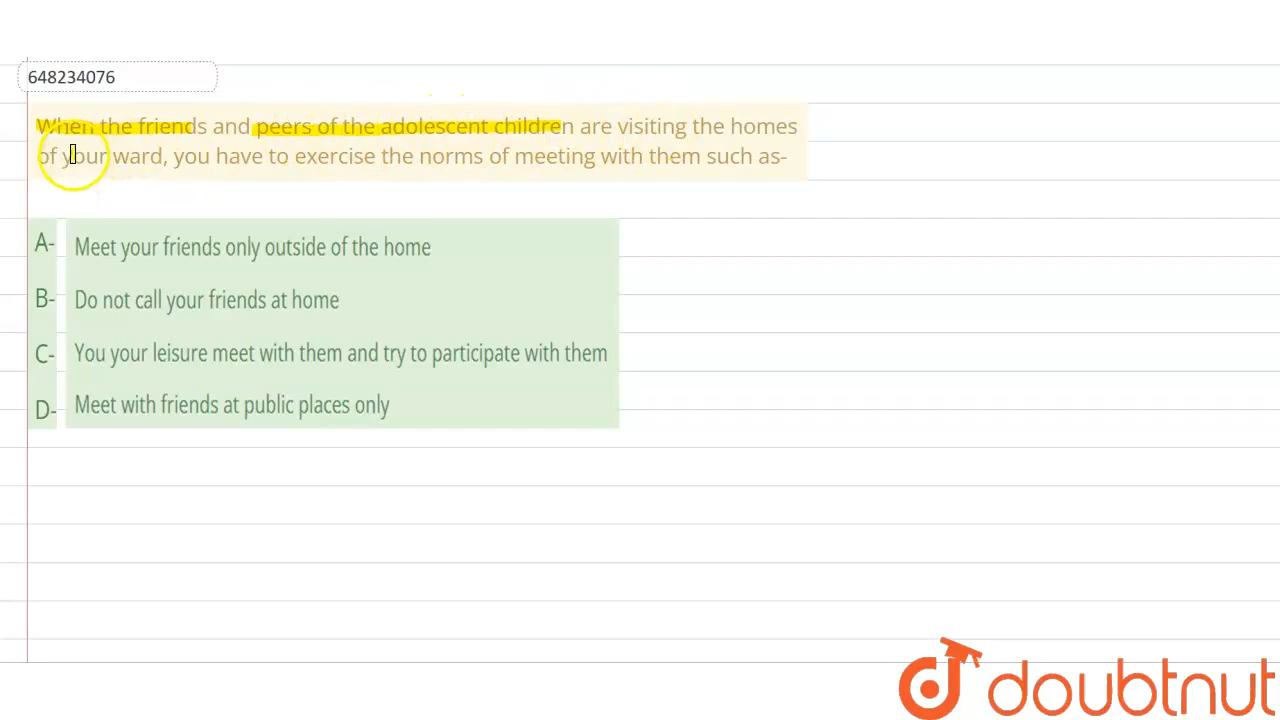 648234076
When the friends and peers of the adolescent children are visiting the homes
of your ward, you have to exercise the norms of meeting with them such as-
A- Meet your friends only outside of the home
B- Do not call your friends at home
C- You your leisure meet with them and try to participate with them
D- Meet with friends at public places only
doubtnut